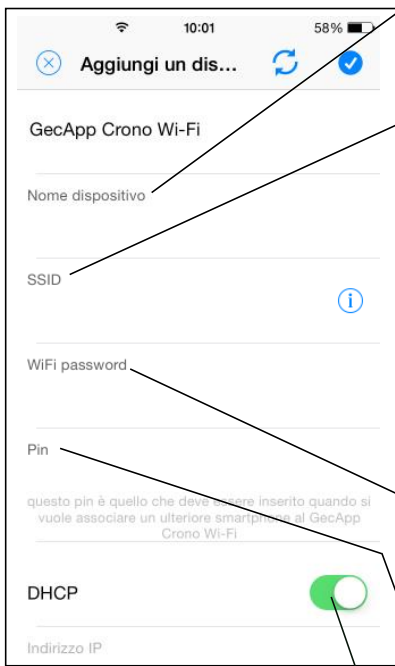 10:01
58%
Aggiungi un dis...
GecApp Crono Wi-Fi
Nome dispositivo
SSID
WiFi password
Pin
questo pin è quello che deve essere inserito quando si
vuole associare un ulteriore smartphone al GecApp
Crono Wi-Fi
DHCP
Indirizzo IP